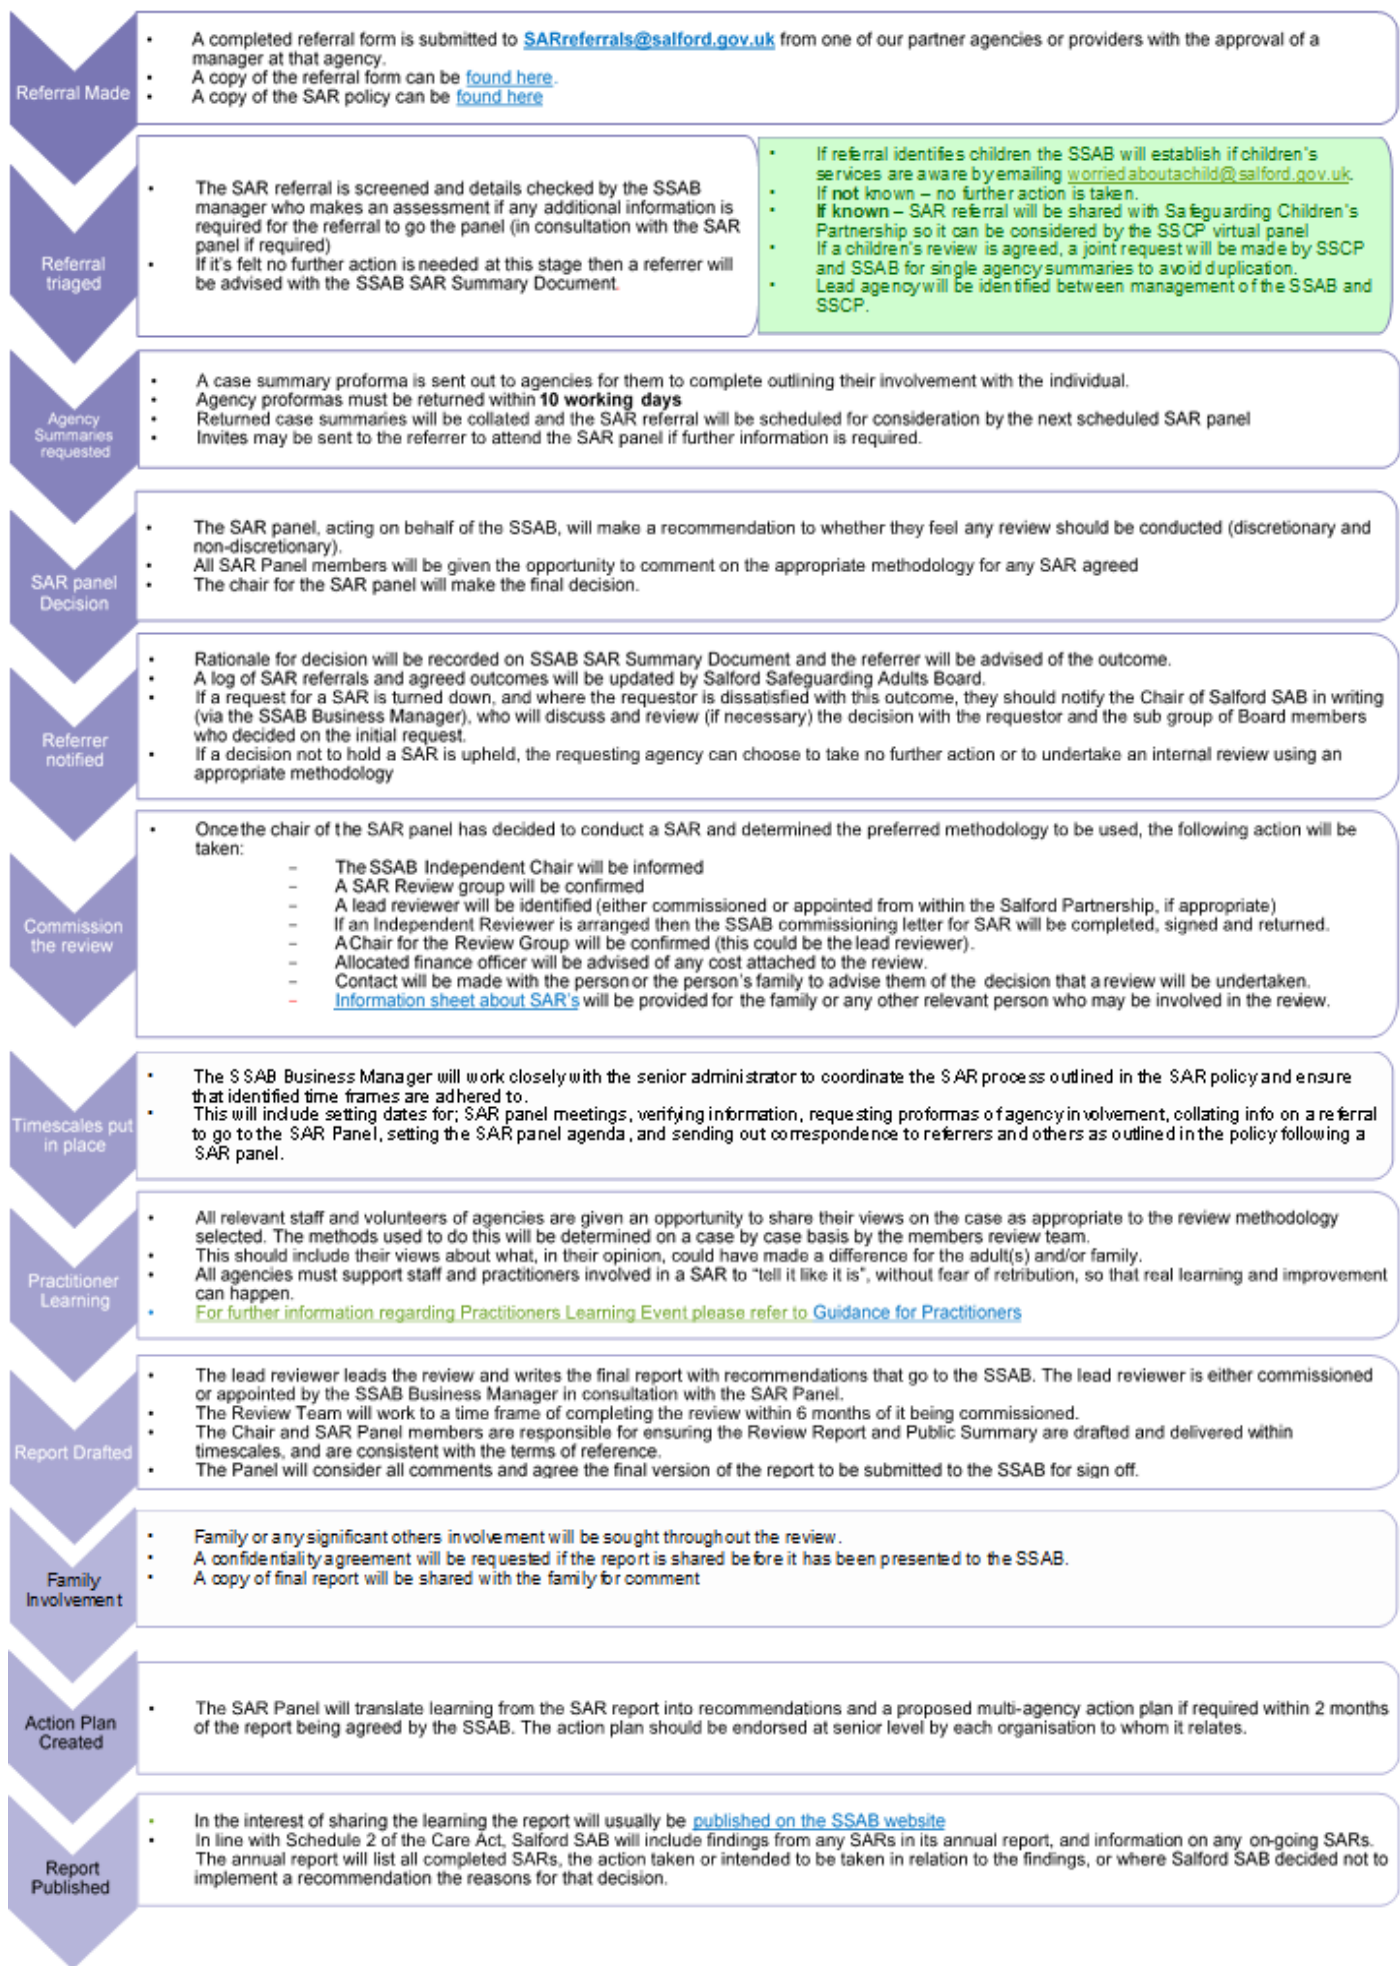 Referral Made
• A completed referral form is submitted to SARreferrals@salford.gov.uk from one of our partner agencies or providers with the approval of a
manager at that agency.
• A copy of the referral form can be found here.
• A copy of the SAR policy can be found here
Referral
triaged
• The SAR referral is screened and details checked by the SSAB
manager who makes an assessment if any additional information is
required for the referral to go the panel (in consultation with the SAR
panel if required)
• If it's felt no further action is needed at this stage then a referrer will
be advised with the SSAB SAR Summary Document.
• If referral identifies children the SSAB will establish if children's
services are aware by emailing worriedaboutachild@salford.gov.uk.
• If not known – no further action is taken.
• If known – SAR referral will be shared with Safeguarding Children's
Partnership so it can be considered by the SSCP virtual panel
• If a children's review is agreed, a joint request will be made by SSCP
and SSAB for single agency summaries to avoid duplication.
• Lead agency will be identified between management of the SSAB and
SSCP.
Agency
Summaries
requested
• A case summary proforma is sent out to agencies for them to complete outlining their involvement with the individual.
• Agency proformas must be returned within 10 working days
• Returned case summaries will be collated and the SAR referral will be scheduled for consideration by the next scheduled SAR panel
• Invites may be sent to the referrer to attend the SAR panel if further information is required.
SAR panel
Decision
• The SAR panel, acting on behalf of the SSAB, will make a recommendation to whether they feel any review should be conducted (discretionary and
non-discretionary).
• All SAR Panel members will be given the opportunity to comment on the appropriate methodology for any SAR agreed
• The chair for the SAR panel will make the final decision.
Referrer
notified
• Rationale for decision will be recorded on SSAB SAR Summary Document and the referrer will be advised of the outcome.
• A log of SAR referrals and agreed outcomes will be updated by Salford Safeguarding Adults Board.
• If a request for a SAR is turned down, and where the requestor is dissatisfied with this outcome, they should notify the Chair of Salford SAB in writing
(via the SSAB Business Manager), who will discuss and review (if necessary) the decision with the requestor and the sub group of Board members
who decided on the initial request.
• If a decision not to hold a SAR is upheld, the requesting agency can choose to take no further action or to undertake an internal review using an
appropriate methodology
Commission
the review
• Once the chair of the SAR panel has decided to conduct a SAR and determined the preferred methodology to be used, the following action will be
taken:
– The SSAB Independent Chair will be informed
– A SAR Review group will be confirmed
– A lead reviewer will be identified (either commissioned or appointed from within the Salford Partnership, if appropriate)
– If an Independent Reviewer is arranged then the SSAB commissioning letter for SAR will be completed, signed and returned.
– A Chair for the Review Group will be confirmed (this could be the lead reviewer).
– Allocated finance officer will be advised of any cost attached to the review.
– Contact will be made with the person or the person's family to advise them of the decision that a review will be undertaken.
– Information sheet about SAR's will be provided for the family or any other relevant person who may be involved in the review.
Timescales put
in place
• The SSAB Business Manager will work closely with the senior administrator to coordinate the SAR process outlined in the SAR policy and ensure
that identified time frames are adhered to.
• This will include setting dates for; SAR panel meetings, verifying information, requesting proformas of agency involvement, collating info on a referral
to go to the SAR Panel, setting the SAR panel agenda, and sending out correspondence to referrers and others as outlined in the policy following a
SAR panel.
Practitioner
Learning
• All relevant staff and volunteers of agencies are given an opportunity to share their views on the case as appropriate to the review methodology
selected. The methods used to do this will be determined on a case by case basis by the members review team.
• This should include their views about what, in their opinion, could have made a difference for the adult(s) and/or family.
• All agencies must support staff and practitioners involved in a SAR to "tell it like it is", without fear of retribution, so that real learning and improvement
can happen.
• For further information regarding Practitioners Learning Event please refer to Guidance for Practitioners
Report Drafted
• The lead reviewer leads the review and writes the final report with recommendations that go to the SSAB. The lead reviewer is either commissioned
or appointed by the SSAB Business Manager in consultation with the SAR Panel.
• The Review Team will work to a time frame of completing the review within 6 months of it being commissioned.
• The Chair and SAR Panel members are responsible for ensuring the Review Report and Public Summary are drafted and delivered within
timescales, and are consistent with the terms of reference.
• The Panel will consider all comments and agree the final version of the report to be submitted to the SSAB for sign off.
Family
Involvement
• Family or any significant others involvement will be sought throughout the review.
• A confidentiality agreement will be requested if the report is shared before it has been presented to the SSAB.
• A copy of final report will be shared with the family for comment
Action Plan
Created
• The SAR Panel will translate learning from the SAR report into recommendations and a proposed multi-agency action plan if required within 2 months
of the report being agreed by the SSAB. The action plan should be endorsed at senior level by each organisation to whom it relates.
Report
Published
• In the interest of sharing the learning the report will usually be published on the SSAB website
• In line with Schedule 2 of the Care Act, Salford SAB will include findings from any SARs in its annual report, and information on any on-going SARs.
The annual report will list all completed SARs, the action taken or intended to be taken in relation to the findings, or where Salford SAB decided not to
implement a recommendation the reasons for that decision.